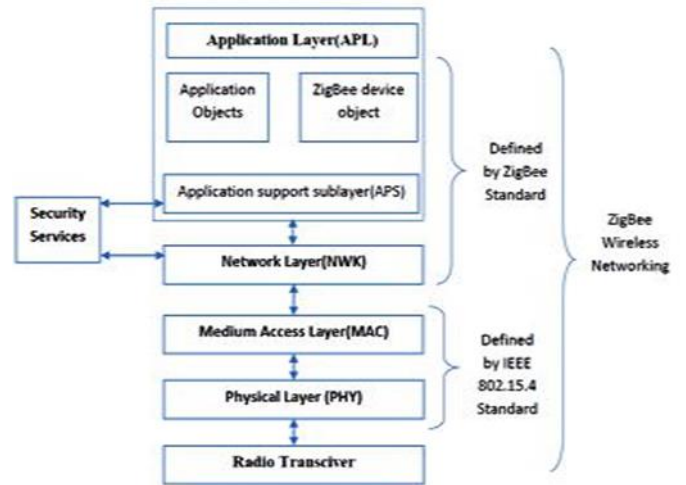 Application Layer(APL)
Application
Objects
ZigBee device
object
Application support sublayer(APS)
Security
Services
Network Layer(NWK)
Medium Access Layer(MAC)
Physical Layer (PHY)
Radio Transciver
Defined
by ZigBee
Standard
Defined
by IEEE
802.15.4
Standard
ZigBee
Wireless
Networking